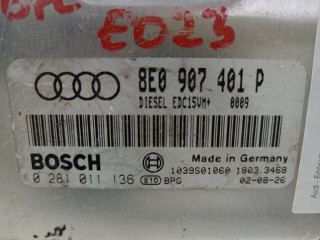 E023
8E0 907 401 P
DIESEL EDC15VM+ 0009
BOSCH
Made in Germany
1039S01060 1803.3468
0 281 011 136 810 BPG 02-08-26